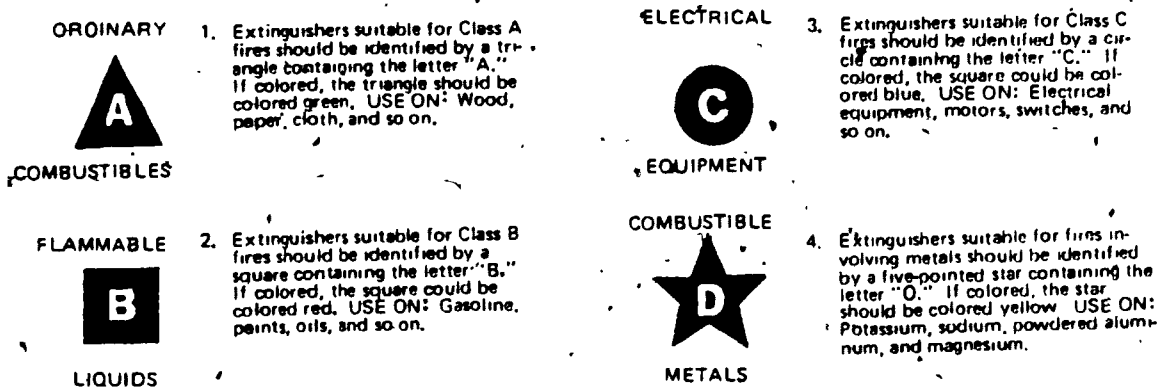 ORDINARY
A
COMBUSTIBLES
1. Extinguishers suitable for Class A
fires should be identified by a tri-
angle containing the letter "A."
If colored, the triangle should be
colored green. USE ON: Wood,
paper, cloth, and so on.
FLAMMABLE
B
LIQUIDS
2. Extinguishers suitable for Class B
fires should be identified by a
square containing the letter "B."
If colored, the square could be
colored red. USE ON: Gasoline,
paints, oils, and so on.
ELECTRICAL
C
EQUIPMENT
3. Extinguishers suitable for Class C
fires should be identified by a cir-
cle containing the letter "C." If
colored, the square could be col-
ored blue. USE ON: Electrical
equipment, motors, switches, and
so on.
COMBUSTIBLE
D
METALS
4. Extinguishers suitable for fires in-
volving metals should be identified
by a five-pointed star containing the
letter "D." If colored, the star
should be colored yellow USE ON:
Potassium, sodium, powdered alumi-
num, and magnesium.